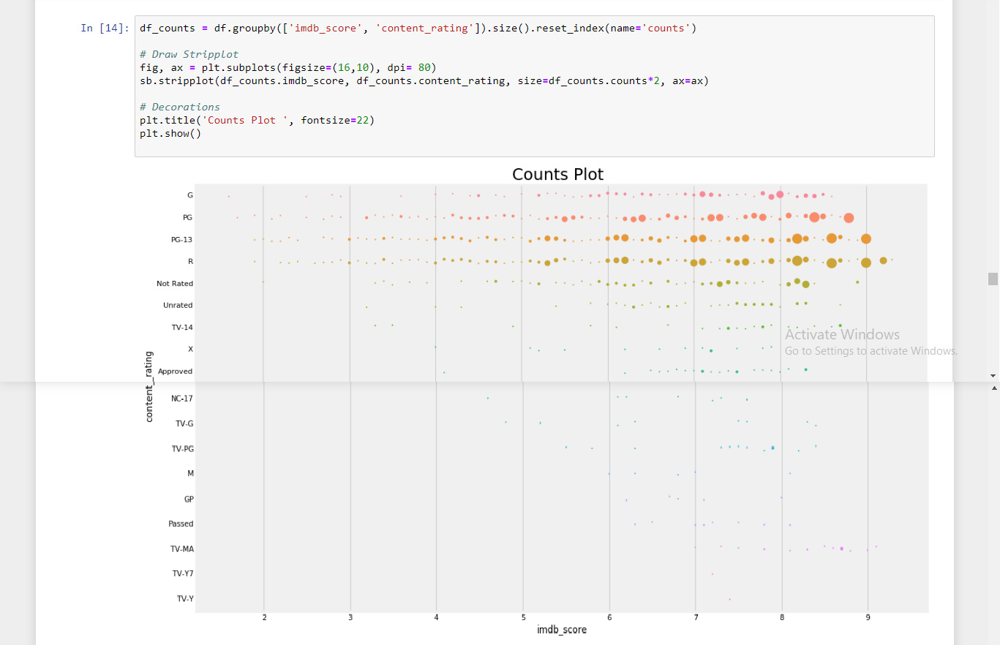 In [14]: df_counts = df.groupby(['imdb_score', 'content_rating']).size().reset_index(name='counts')
# Draw Stripplot
fig, ax = plt.subplots(figsize=(16,10), dpi= 80)
sb.stripplot(df_counts.imdb_score, df_counts.content_rating, size=df_counts.counts*2, ax=ax)
# Decorations
plt.title('Counts Plot ', fontsize=22)
plt.show()
Counts Plot
G
PG
PG-13
R
Not Rated
Unrated
TV-14
Activate Windows
X
Go to Settings to activate Windows.
content_rating
Approved
NC-17
TV-G
TV-PG
M
GP
Passed
TV-MA
TV-Y7
TV-Y
2 3 4 5 6 7 8 9
imdb_score